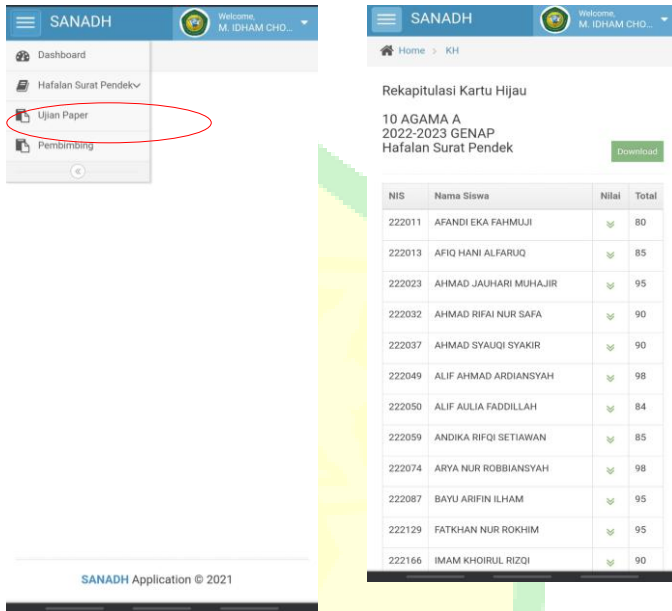 SANADH
Welcome,
M. IDHAM CHO...
Dashboard
Hafalan Surat Pendek
Ujian Paper
Pembimbing
SANADH Application © 2021
SANADH
Welcome,
M. IDHAM CHO...
Home > KH
Rekapitulasi Kartu Hijau
10 AGAMA A
2022-2023 GENAP
Hafalan Surat Pendek
Download
NIS Nama Siswa Nilai Total
222011 AFANDI EKA FAHMUJI 80
222013 AFIQ HANI ALFARUQ 85
222023 AHMAD JAUHARI MUHAJIR 95
222032 AHMAD RIFAI NUR SAFA 90
222037 AHMAD SYAUQI SYAKIR 90
222049 ALIF AHMAD ARDIANSYAH 98
222050 ALIF AULIA FADDILLAH 84
222059 ANDIKA RIFQI SETIAWAN 85
222074 ARYA NUR ROBBIANSYAH 98
222087 BAYU ARIFIN ILHAM 95
222129 FATKHAN NUR ROKHIM 95
222166 IMAM KHOIRUL RIZQI 90